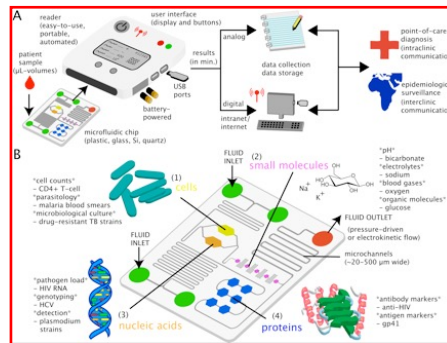 A
reader
(easy-to-use,
portable,
automated)
user interface
(display and buttons)
patient
sample
(µL-volumes)
results
(in min.)
USB
ports
battery-
powered
microfluidic chip
(plastic, glass, Si, quartz)
analog
digital
intranet/
internet
data collection
data storage
point-of-care
diagnosis
(intraclinic
communication
epidemiologic
surveillance
(interclinic
communication
B
FLUID
INLET
(2)
small molecules
"cell counts"
– CD4+ T-cell
"parasitology"
– malaria blood smears
"microbiological culture"
– drug-resistant TB strains
(1)
cells
Na+
K+
"pH"
– bicarbonate
"electrolytes"
– sodium
"blood gases"
– oxygen
"organic molecules"
– glucose
FLUID
INLET
FLUID OUTLET
(pressure-driven or
electrokinetic flow)
microchannels
(~20-500 µm wide)
"pathogen load"
– HIV RNA
"genotyping"
– HCV
"detection"
– plasmodium
strains
(3)
nucleic acids
(4)
proteins
"antibody markers"
– anti-HIV
"antigen markers"
– gp41